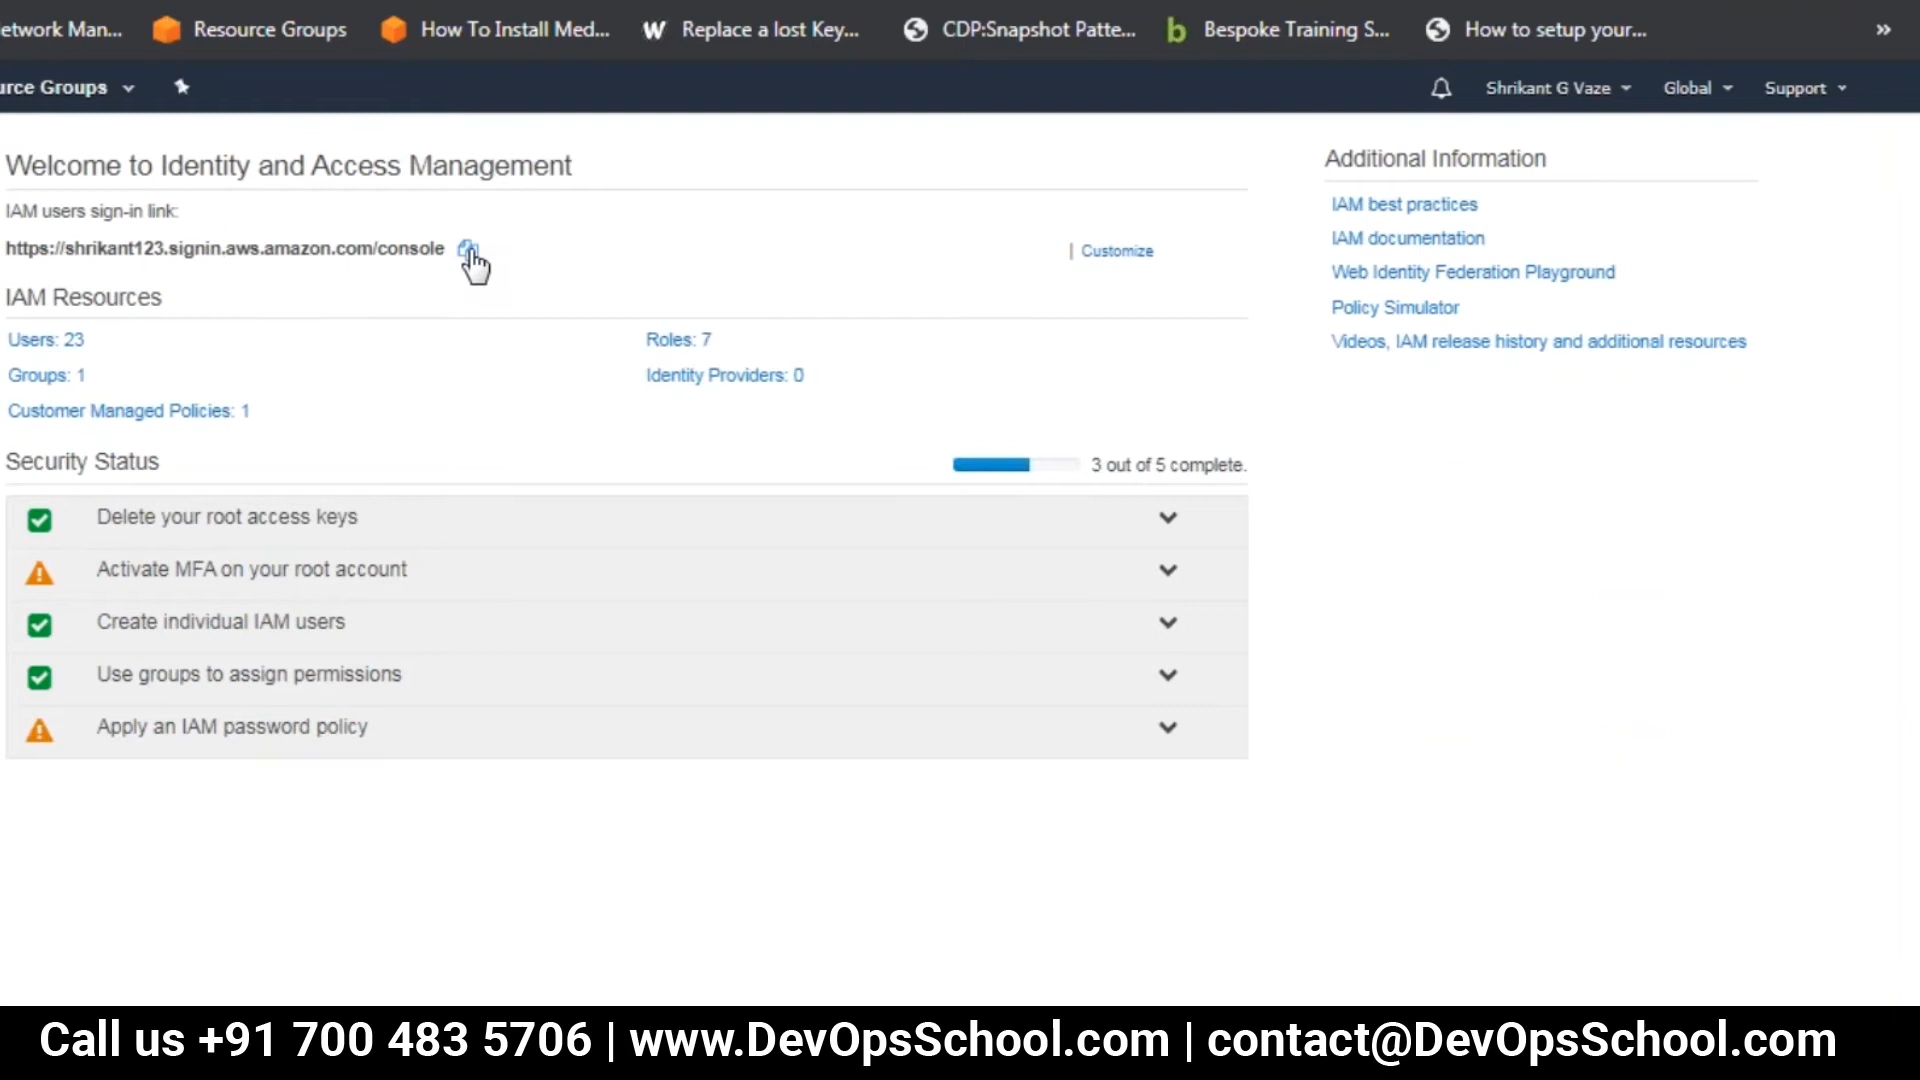 etwork Man...
Resource Groups
How To Install Med...
Replace a lost Key...
CDP:Snapshot Patte...
Bespoke Training S...
How to setup your...
»
urce Groups
Shrikant G Vaze
Global
Support
Welcome to Identity and Access Management
IAM users sign-in link:
https://shrikant123.signin.aws.amazon.com/console
| Customize
IAM Resources
Users: 23
Roles: 7
Groups: 1
Identity Providers: 0
Customer Managed Policies: 1
Security Status
3 out of 5 complete.
Delete your root access keys
Activate MFA on your root account
Create individual IAM users
Use groups to assign permissions
Apply an IAM password policy
Additional Information
IAM best practices
IAM documentation
Web Identity Federation Playground
Policy Simulator
Videos, IAM release history and additional resources
Call us +91 700 483 5706 | www.DevOpsSchool.com | contact@DevOpsSchool.com